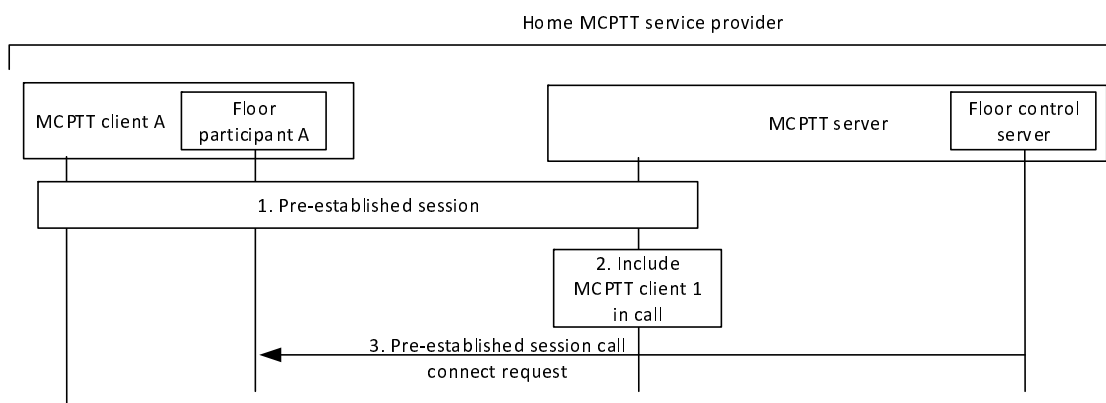 Home MCPTT service provider
MCPTT client A
Floor
participant A
MCPTT server
Floor control
server
1. Pre-established session
2. Include
MCPTT client 1
in call
3. Pre-established session call
connect request